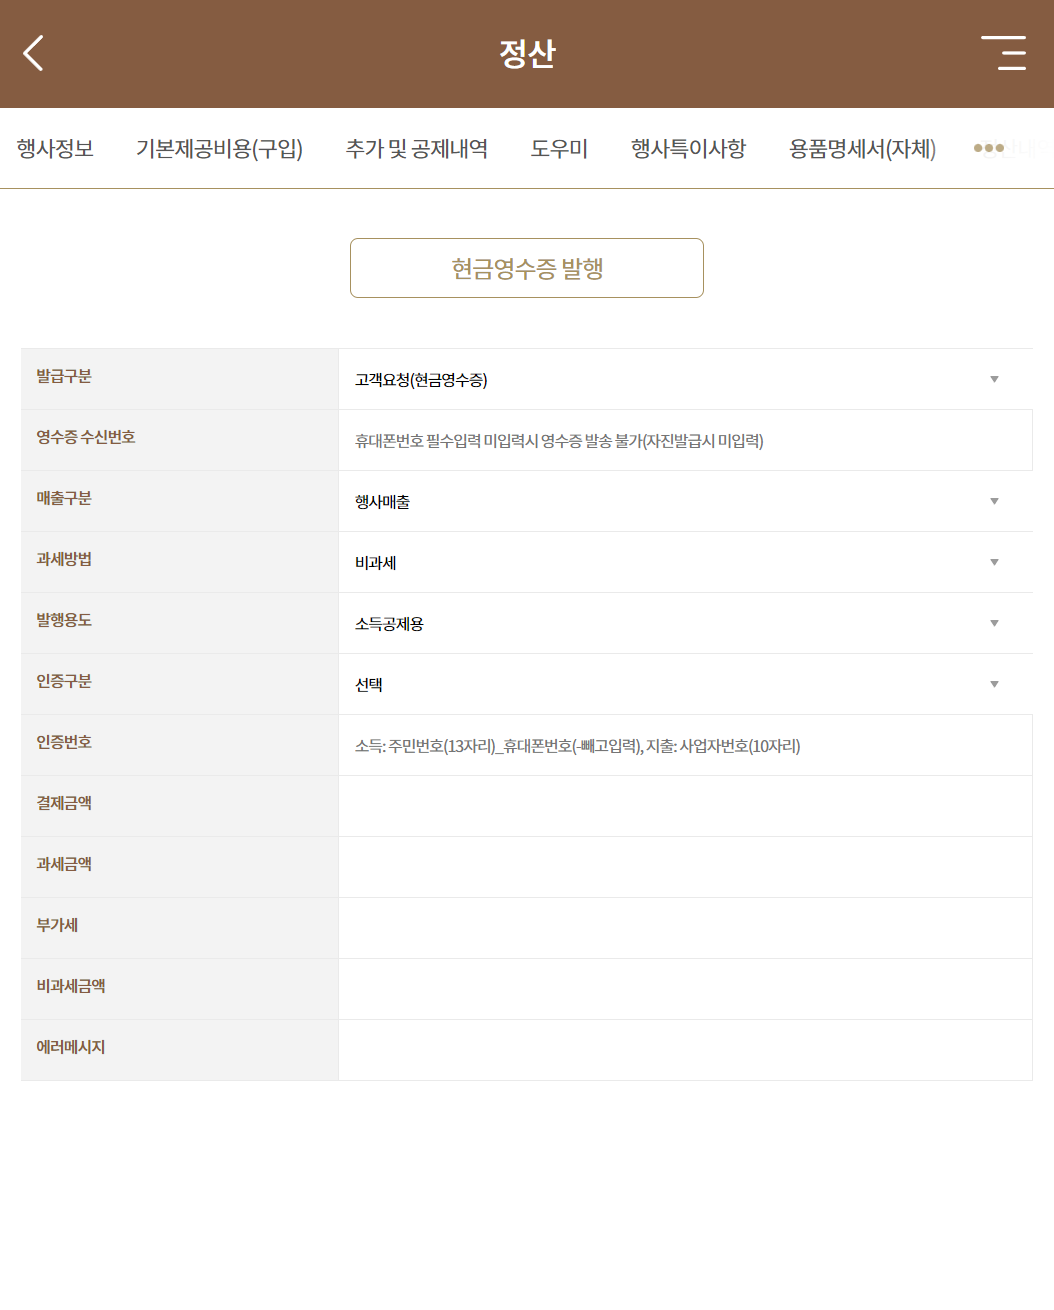 정산
행사정보 기본제공비용(구입) 추가 및 공제내역 도우미 행사특이사항 용품명세서(자체)
현금영수증 발행
발급구분 고객요청(현금영수증)
영수증 수신번호 휴대폰번호 필수입력 미입력시 영수증 발송 불가(자진발급시 미입력)
매출구분 행사매출
과세방법 비과세
발행용도 소득공제용
인증구분 선택
인증번호 소득: 주민번호(13자리)_휴대폰번호(-빼고입력), 지출: 사업자번호(10자리)
결제금액
과세금액
부가세
비과세금액
에러메시지